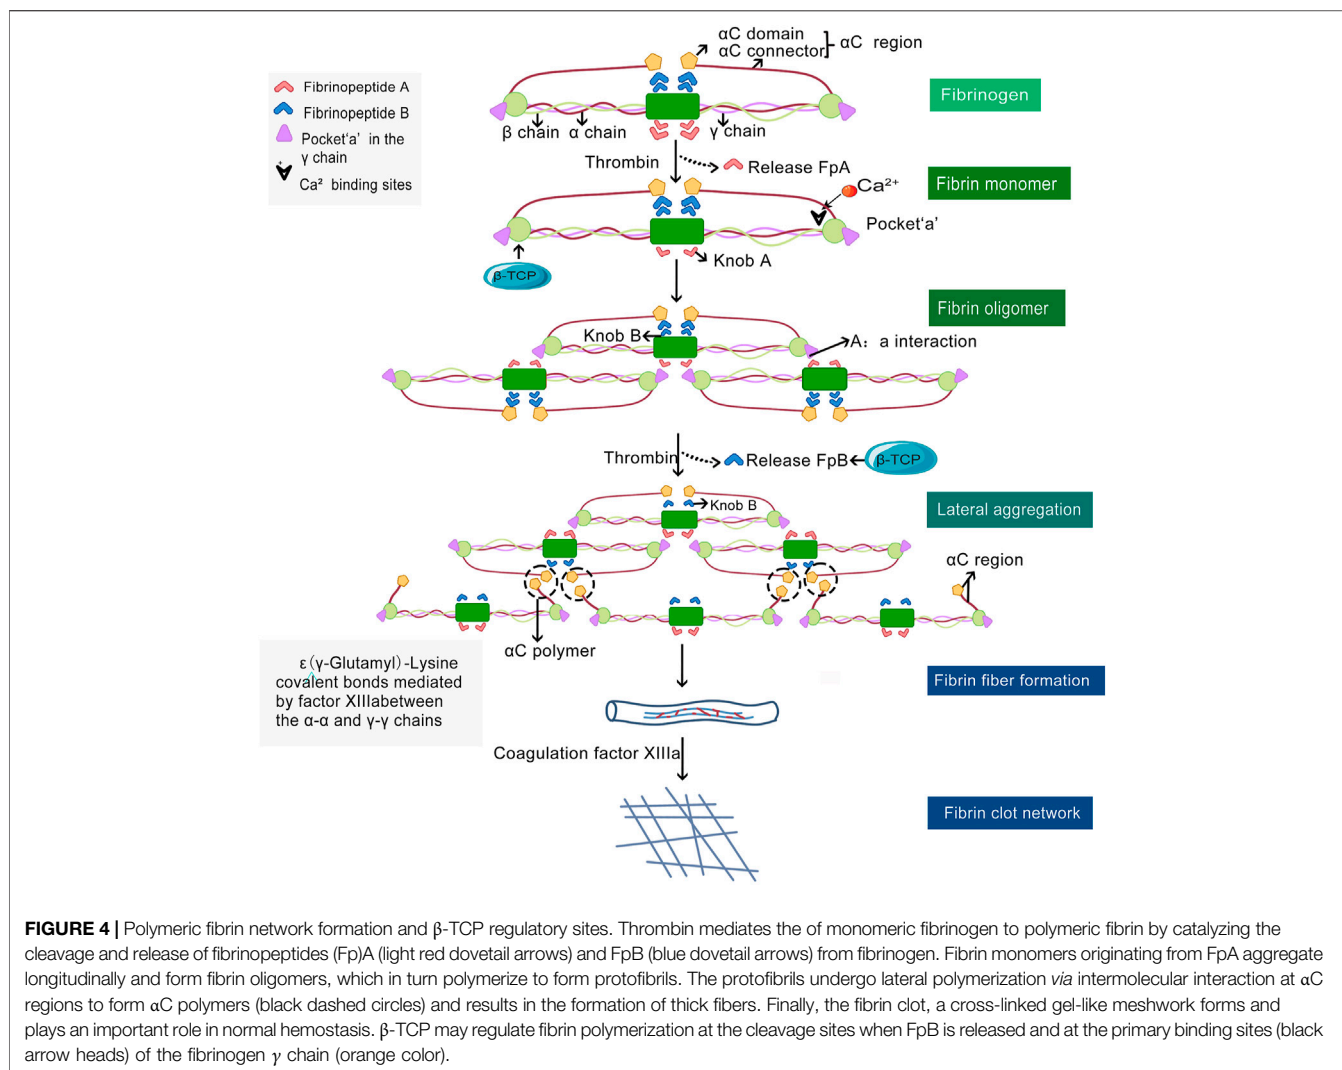 αC domain
αC connector
αC region
Fibrinopeptide A
Fibrinopeptide B
Pocket‘a’ in the
γ chain
+
Ca² binding sites
Fibrinogen
β chain
α chain
γ chain
Thrombin
Release FpA
Fibrin monomer
Ca²⁺
Pocket‘a’
Knob A
β-TCP
Fibrin oligomer
Knob B
A: a interaction
Thrombin
Release FpB
β-TCP
Knob B
Lateral aggregation
αC region
αC polymer
ε(γ-Glutamyl)-Lysine
covalent bonds mediated
by factor XIIIabetween
the α-α and γ-γ chains
Fibrin fiber formation
Coagulation factor XIIIa
Fibrin clot network
FIGURE 4 | Polymeric fibrin network formation and β-TCP regulatory sites. Thrombin mediates the of monomeric fibrinogen to polymeric fibrin by catalyzing the
cleavage and release of fibrinopeptides (Fp)A (light red dovetail arrows) and FpB (blue dovetail arrows) from fibrinogen. Fibrin monomers originating from FpA aggregate
longitudinally and form fibrin oligomers, which in turn polymerize to form protofibrils. The protofibrils undergo lateral polymerization via intermolecular interaction at αC
regions to form αC polymers (black dashed circles) and results in the formation of thick fibers. Finally, the fibrin clot, a cross-linked gel-like meshwork forms and
plays an important role in normal hemostasis. β-TCP may regulate fibrin polymerization at the cleavage sites when FpB is released and at the primary binding sites (black
arrow heads) of the fibrinogen γ chain (orange color).